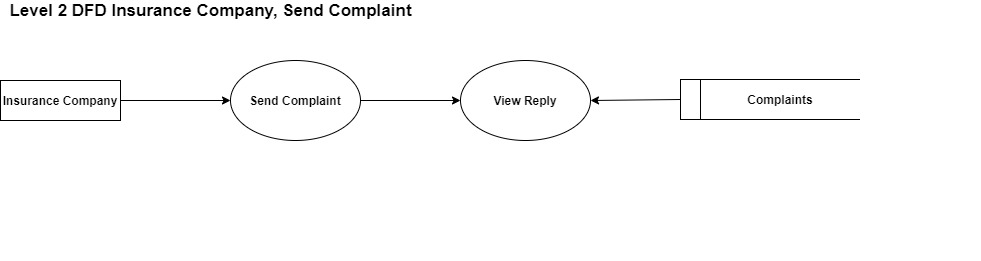 Level 2 DFD Insurance Company, Send Complaint
Insurance Company
Send Complaint
View Reply
Complaints